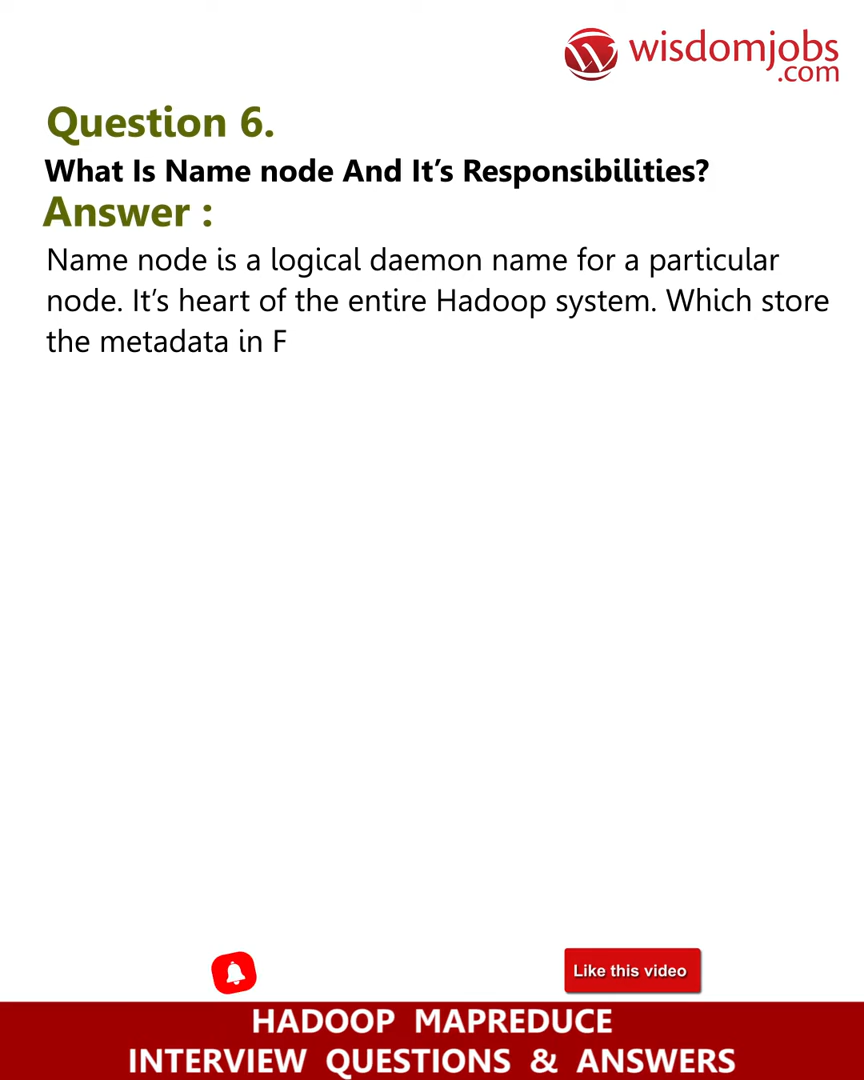 wisdomjobs
.com
Question 6.
What Is Name node And It’s Responsibilities?
Answer :
Name node is a logical daemon name for a particular
node. It’s heart of the entire Hadoop system. Which store
the metadata in F
Like this video
HADOOP MAPREDUCE
INTERVIEW QUESTIONS & ANSWERS